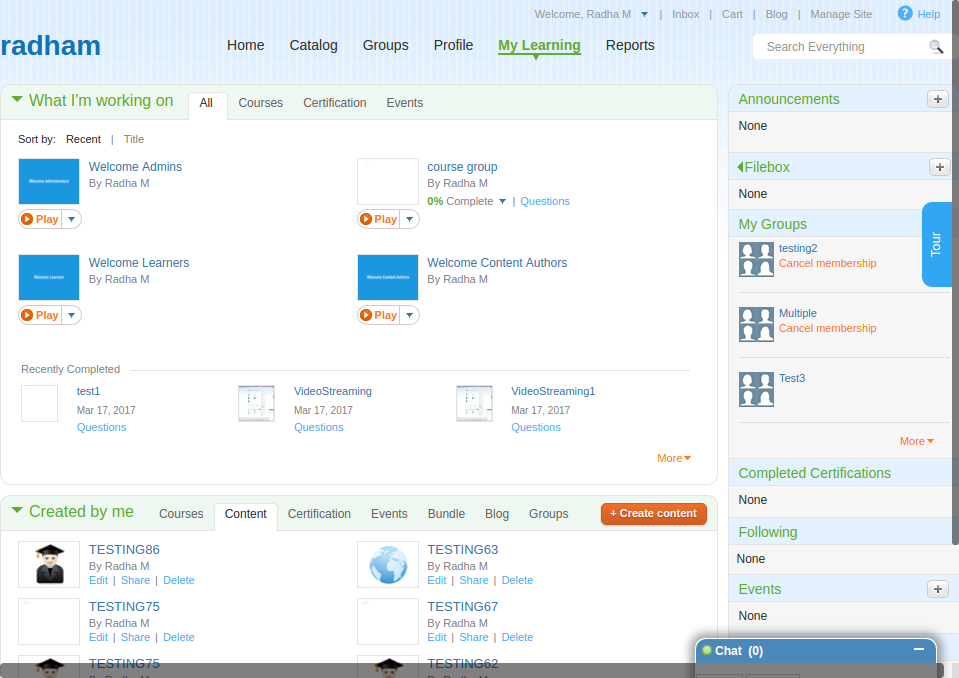 Welcome, Radha M | Inbox | Cart | Blog | Manage Site ? Help
radham
Home Catalog Groups Profile My Learning Reports
Search Everything
What I'm working on All Courses Certification Events
Sort by: Recent | Title
Welcome Administrators
Welcome Admins
By Radha M
Play
course group
By Radha M
0% Complete | Questions
Play
Welcome Learners
Welcome Learners
By Radha M
Play
Welcome Content Authors
Welcome Content Authors
By Radha M
Play
Recently Completed
test1
Mar 17, 2017
Questions
VideoStreaming
Mar 17, 2017
Questions
VideoStreaming1
Mar 17, 2017
Questions
More
Created by me Courses Content Certification Events Bundle Blog Groups + Create content
TESTING86
By Radha M
Edit | Share | Delete
TESTING63
By Radha M
Edit | Share | Delete
TESTING75
By Radha M
Edit | Share | Delete
TESTING67
By Radha M
Edit | Share | Delete
TESTING75
By Radha M
TESTING62
By Radha M
Announcements +
None
Filebox +
None
My Groups
testing2
Cancel membership
Multiple
Cancel membership
Test3
More
Tour
Completed Certifications
None
Following
None
Events +
None
Chat (0)